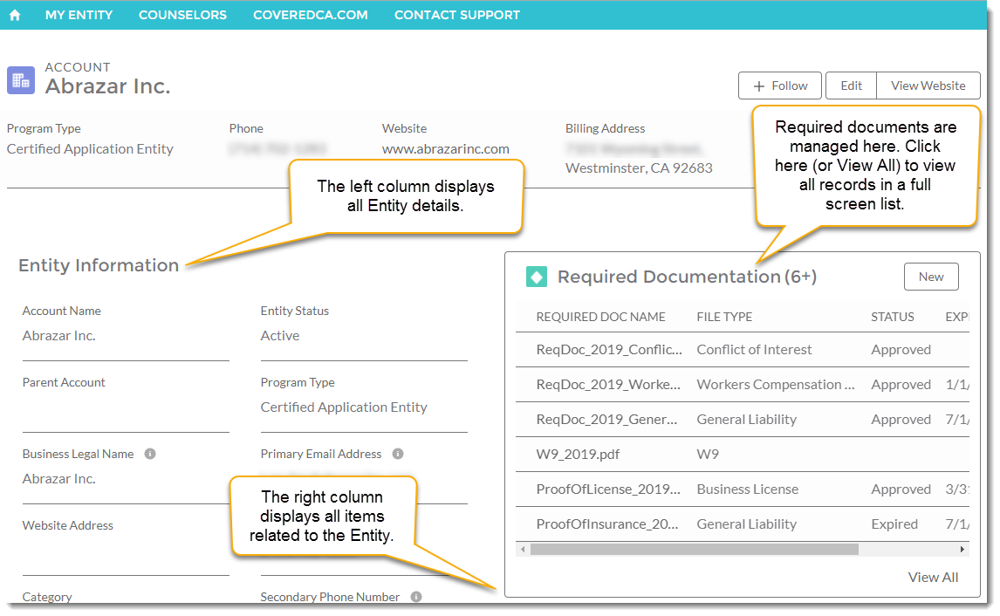 MY ENTITY COUNSELORS COVEREDCA.COM CONTACT SUPPORT
ACCOUNT
Abrazar Inc.
+ Follow Edit View Website
Program Type Phone Website Billing Address
Certified Application Entity www.abrazarinc.com
Westminster, CA 92683
Required documents are
managed here. Click
here (or View All) to view
all records in a full
screen list.
The left column displays
all Entity details.
Entity Information
Account Name Entity Status
Abrazar Inc. Active
Parent Account Program Type
Certified Application Entity
Business Legal Name Primary Email Address
Abrazar Inc.
Website Address
The right column
displays all items
related to the Entity.
Category Secondary Phone Number
Required Documentation (6+) New
REQUIRED DOC NAME FILE TYPE STATUS EXPI
ReqDoc_2019_Conflic... Conflict of Interest Approved
ReqDoc_2019_Worke... Workers Compensation ... Approved 1/1/
ReqDoc_2019_Gener... General Liability Approved 7/1/
W9_2019.pdf W9
ProofOfLicense_2019... Business License Approved 3/31
ProofOfInsurance_20... General Liability Expired 7/1/
View All